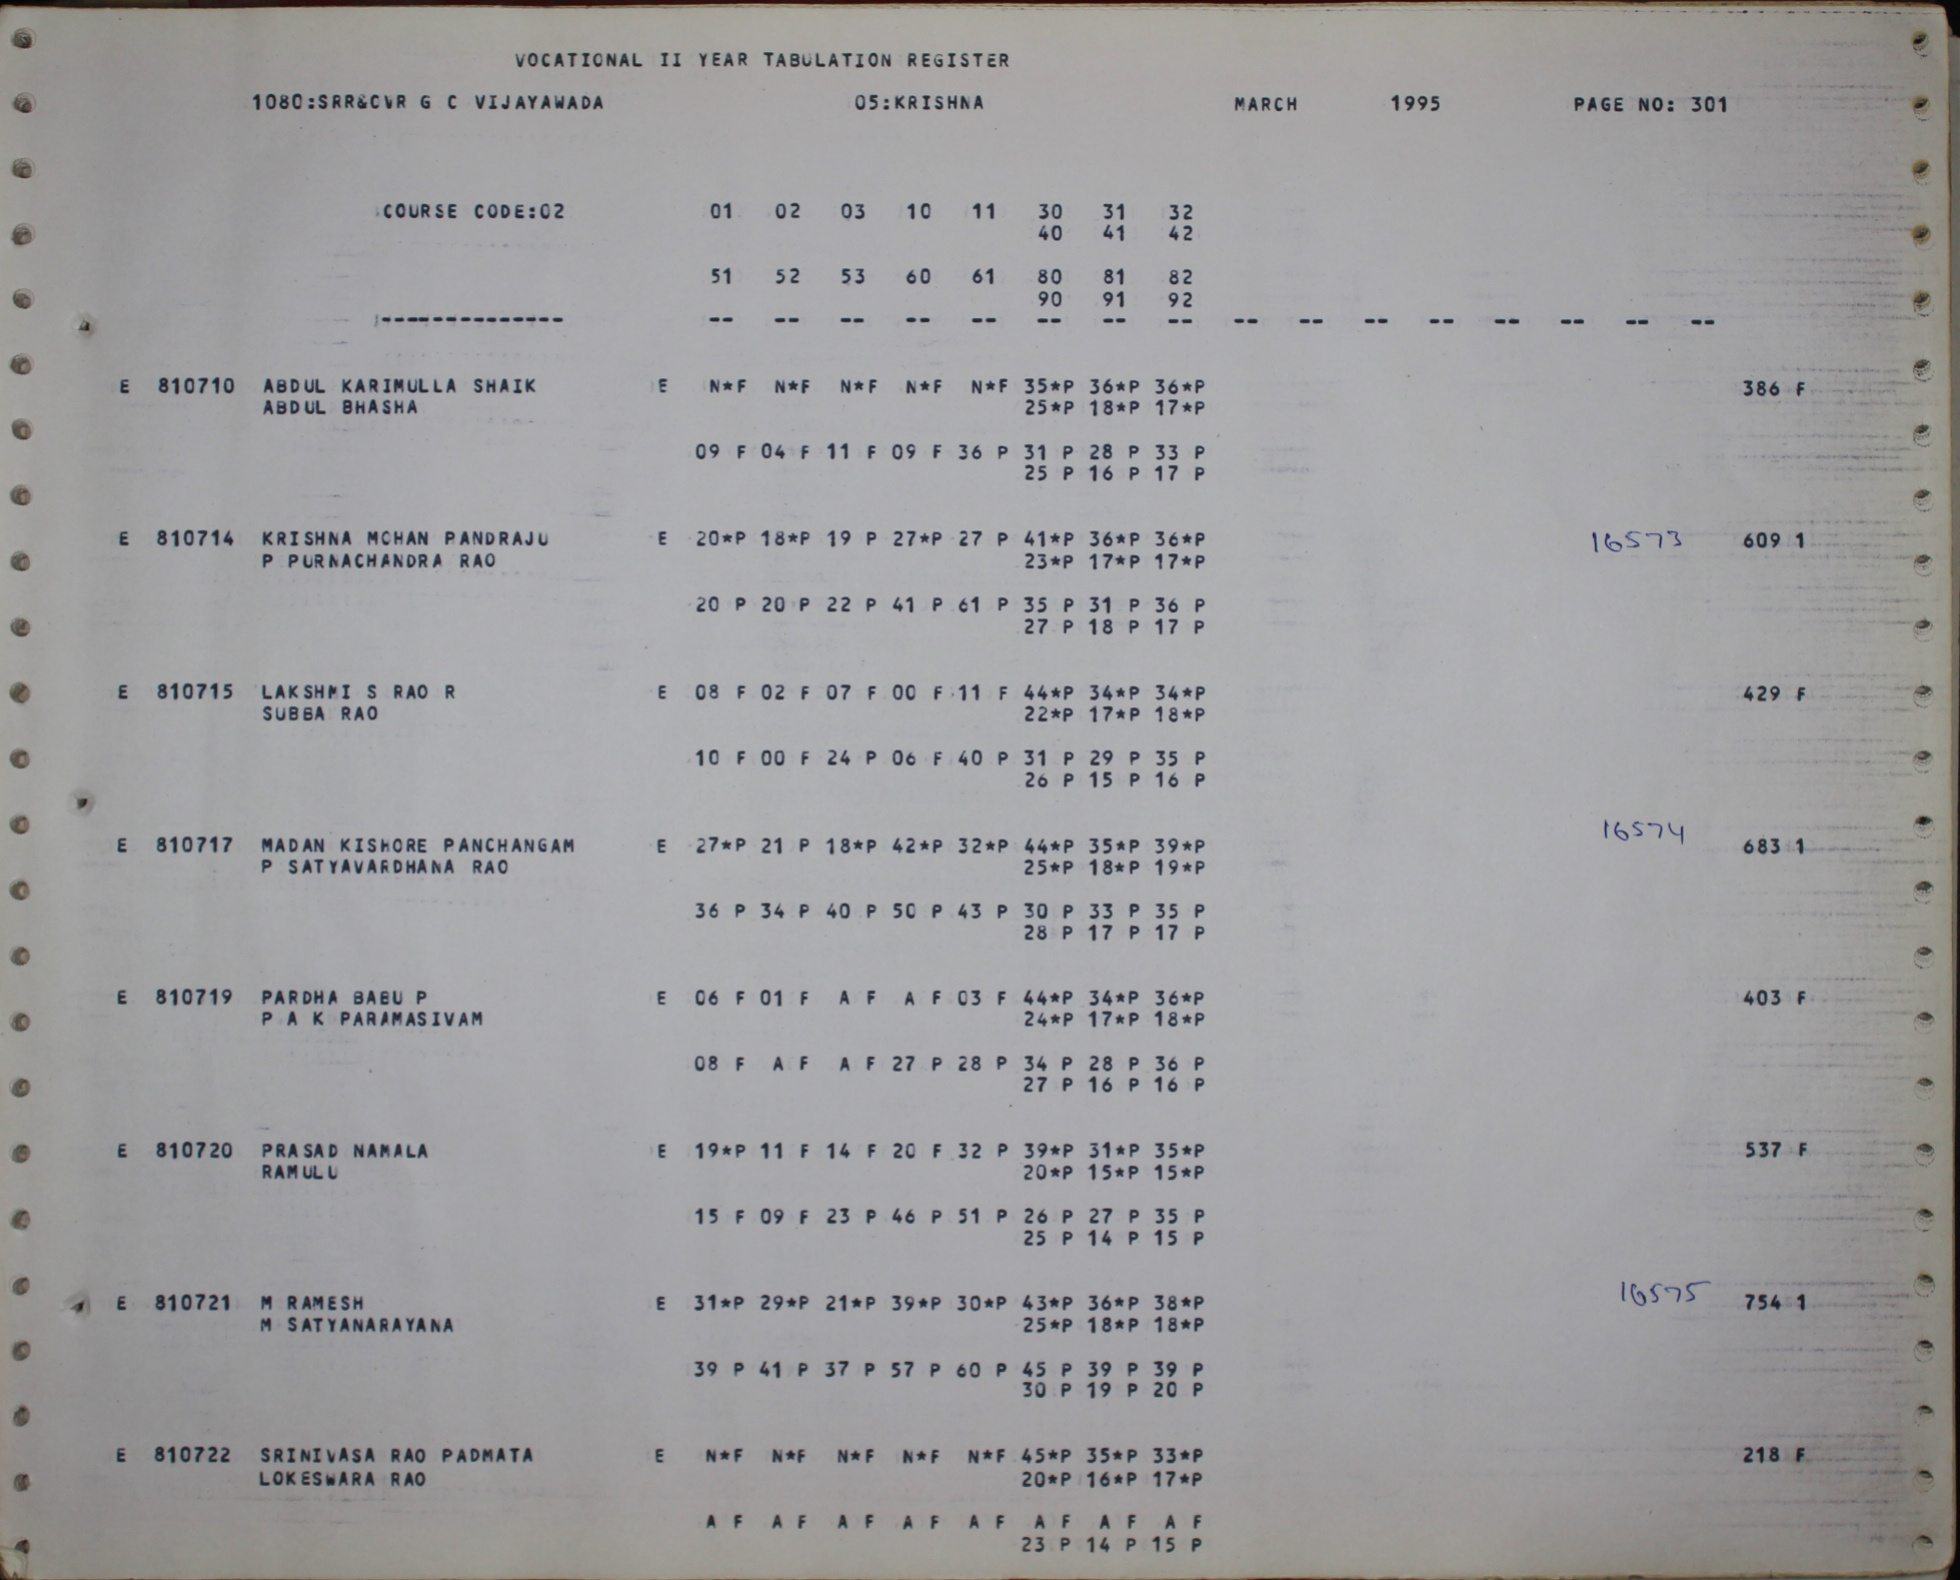 VOCATIONAL II YEAR TABULATION REGISTER
1080:SRR&CVR G C VIJAYAWADA 05:KRISHNA MARCH 1995 PAGE NO: 301
COURSE CODE:02 01 02 03 10 11 30 31 32
40 41 42
51 52 53 60 61 80 81 82
90 91 92
-------------- -- -- -- -- -- -- -- -- -- -- -- -- -- -- -- --
E 810710 ABDUL KARIMULLA SHAIK E N*F N*F N*F N*F N*F 35*P 36*P 36*P 386 F
ABDUL BHASHA 25*P 18*P 17*P
09 F 04 F 11 F 09 F 36 P 31 P 28 P 33 P
25 P 16 P 17 P
E 810714 KRISHNA MOHAN PANDRAJU E 20*P 18*P 19 P 27*P 27 P 41*P 36*P 36*P 16573 609 1
P PURNACHANDRA RAO 23*P 17*P 17*P
20 P 20 P 22 P 41 P 61 P 35 P 31 P 36 P
27 P 18 P 17 P
E 810715 LAKSHMI S RAO R E 08 F 02 F 07 F 00 F 11 F 44*P 34*P 34*P 429 F
SUBBA RAO 22*P 17*P 18*P
10 F 00 F 24 P 06 F 40 P 31 P 29 P 35 P
26 P 15 P 16 P
E 810717 MADAN KISHORE PANCHANGAM E 27*P 21 P 18*P 42*P 32*P 44*P 35*P 39*P 16574 683 1
P SATYAVARDHANA RAO 25*P 18*P 19*P
36 P 34 P 40 P 50 P 43 P 30 P 33 P 35 P
28 P 17 P 17 P
E 810719 PARDHA BABU P E 06 F 01 F A F A F 03 F 44*P 34*P 36*P 403 F
P A K PARAMASIVAM 24*P 17*P 18*P
08 F A F A F 27 P 28 P 34 P 28 P 36 P
27 P 16 P 16 P
E 810720 PRASAD NAMALA E 19*P 11 F 14 F 20 F 32 P 39*P 31*P 35*P 537 F
RAMULU 20*P 15*P 15*P
15 F 09 F 23 P 46 P 51 P 26 P 27 P 35 P
25 P 14 P 15 P
E 810721 M RAMESH E 31*P 29*P 21*P 39*P 30*P 43*P 36*P 38*P 16575 754 1
M SATYANARAYANA 25*P 18*P 18*P
39 P 41 P 37 P 57 P 60 P 45 P 39 P 39 P
30 P 19 P 20 P
E 810722 SRINIVASA RAO PADMATA E N*F N*F N*F N*F N*F 45*P 35*P 33*P 218 F
LOKESWARA RAO 20*P 16*P 17*P
A F A F A F A F A F A F A F A F
23 P 14 P 15 P